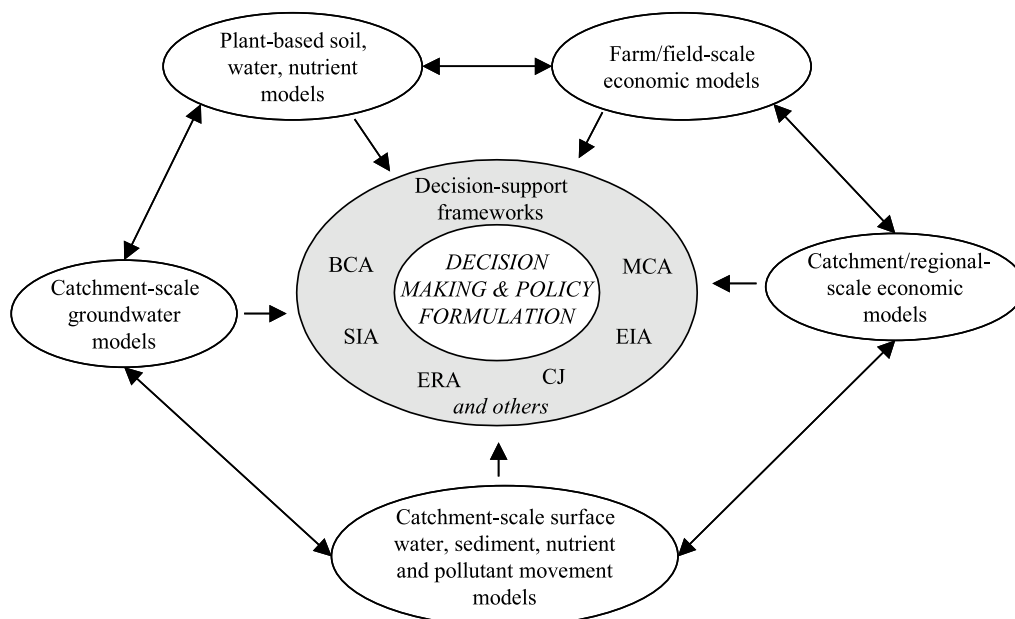 Plant-based soil,
water, nutrient
models
Farm/field-scale
economic models
Decision-support
frameworks
BCA
MCA
DECISION
MAKING & POLICY
FORMULATION
Catchment-scale
groundwater
models
Catchment/regional-
scale economic
models
SIA
EIA
ERA
CJ
and others
Catchment-scale surface
water, sediment, nutrient
and pollutant movement
models